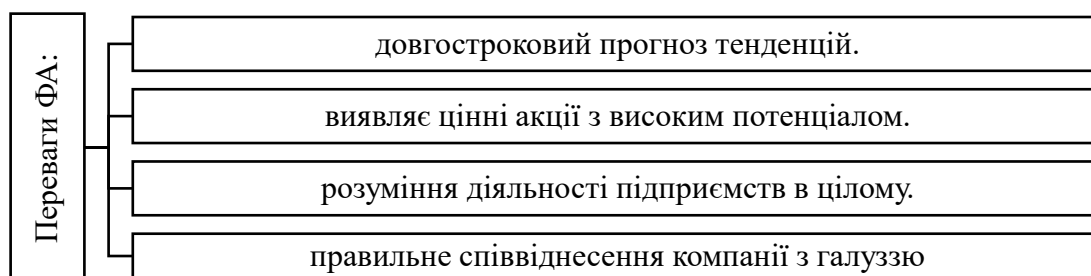 Переваги ФА:
довгостроковий прогноз тенденцій.
виявляє цінні акції з високим потенціалом.
розуміння діяльності підприємств в цілому.
правильне співвіднесення компанії з галуззю